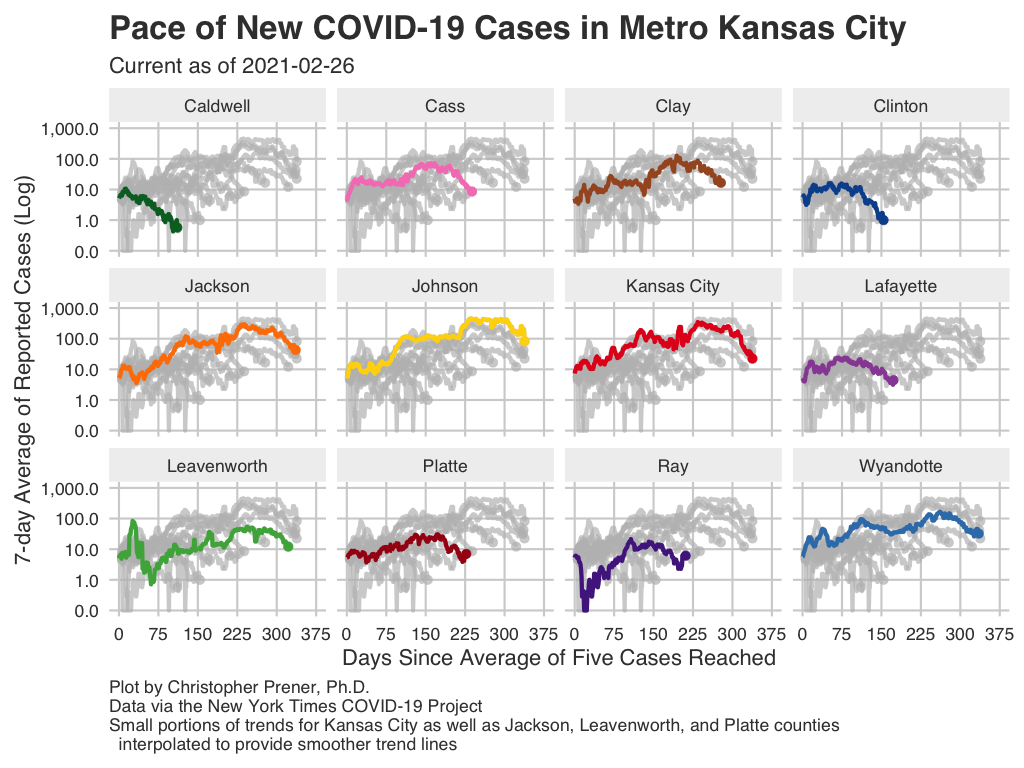 Pace of New COVID-19 Cases in Metro Kansas City
Current as of 2021-02-26
7-day Average of Reported Cases (Log)
Caldwell Cass Clay Clinton
1,000.0
100.0
10.0
1.0
0.0
Jackson Johnson Kansas City Lafayette
1,000.0
100.0
10.0
1.0
0.0
Leavenworth Platte Ray Wyandotte
1,000.0
100.0
10.0
1.0
0.0
0 75 150 225 300 375 0 75 150 225 300 375 0 75 150 225 300 375 0 75 150 225 300 375
Days Since Average of Five Cases Reached
Plot by Christopher Prener, Ph.D.
Data via the New York Times COVID-19 Project
Small portions of trends for Kansas City as well as Jackson, Leavenworth, and Platte counties
interpolated to provide smoother trend lines